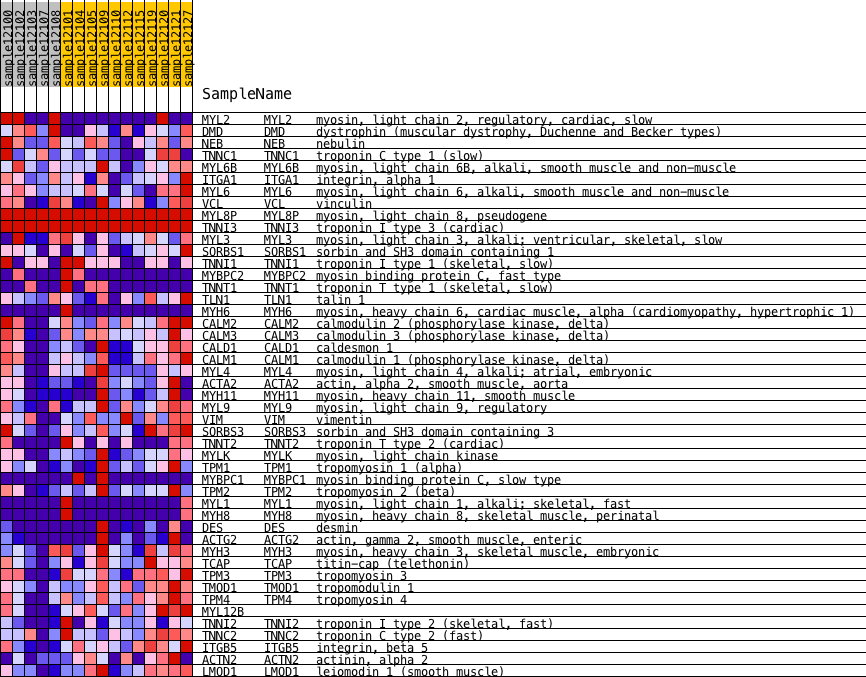 sample12100
sample12102
sample12103
sample12107
sample12108
sample12101
sample12104
sample12105
sample12109
sample12110
sample12112
sample12115
sample12119
sample12120
sample12121
sample12127
SampleName
MYL2 MYL2 myosin, light chain 2, regulatory, cardiac, slow
DMD DMD dystrophin (muscular dystrophy, Duchenne and Becker types)
NEB NEB nebulin
TNNC1 TNNC1 troponin C type 1 (slow)
MYL6B MYL6B myosin, light chain 6B, alkali, smooth muscle and non-muscle
ITGA1 ITGA1 integrin, alpha 1
MYL6 MYL6 myosin, light chain 6, alkali, smooth muscle and non-muscle
VCL VCL vinculin
MYL8P MYL8P myosin, light chain 8, pseudogene
TNNI3 TNNI3 troponin I type 3 (cardiac)
MYL3 MYL3 myosin, light chain 3, alkali; ventricular, skeletal, slow
SORBS1 SORBS1 sorbin and SH3 domain containing 1
TNNI1 TNNI1 troponin I type 1 (skeletal, slow)
MYBPC2 MYBPC2 myosin binding protein C, fast type
TNNT1 TNNT1 troponin T type 1 (skeletal, slow)
TLN1 TLN1 talin 1
MYH6 MYH6 myosin, heavy chain 6, cardiac muscle, alpha (cardiomyopathy, hypertrophic 1)
CALM2 CALM2 calmodulin 2 (phosphorylase kinase, delta)
CALM3 CALM3 calmodulin 3 (phosphorylase kinase, delta)
CALD1 CALD1 caldesmon 1
CALM1 CALM1 calmodulin 1 (phosphorylase kinase, delta)
MYL4 MYL4 myosin, light chain 4, alkali; atrial, embryonic
ACTA2 ACTA2 actin, alpha 2, smooth muscle, aorta
MYH11 MYH11 myosin, heavy chain 11, smooth muscle
MYL9 MYL9 myosin, light chain 9, regulatory
VIM VIM vimentin
SORBS3 SORBS3 sorbin and SH3 domain containing 3
TNNT2 TNNT2 troponin T type 2 (cardiac)
MYLK MYLK myosin, light chain kinase
TPM1 TPM1 tropomyosin 1 (alpha)
MYBPC1 MYBPC1 myosin binding protein C, slow type
TPM2 TPM2 tropomyosin 2 (beta)
MYL1 MYL1 myosin, light chain 1, alkali; skeletal, fast
MYH8 MYH8 myosin, heavy chain 8, skeletal muscle, perinatal
DES DES desmin
ACTG2 ACTG2 actin, gamma 2, smooth muscle, enteric
MYH3 MYH3 myosin, heavy chain 3, skeletal muscle, embryonic
TCAP TCAP titin-cap (telethonin)
TPM3 TPM3 tropomyosin 3
TMOD1 TMOD1 tropomodulin 1
TPM4 TPM4 tropomyosin 4
MYL12B
TNNI2 TNNI2 troponin I type 2 (skeletal, fast)
TNNC2 TNNC2 troponin C type 2 (fast)
ITGB5 ITGB5 integrin, beta 5
ACTN2 ACTN2 actinin, alpha 2
LMOD1 LMOD1 leiomodin 1 (smooth muscle)